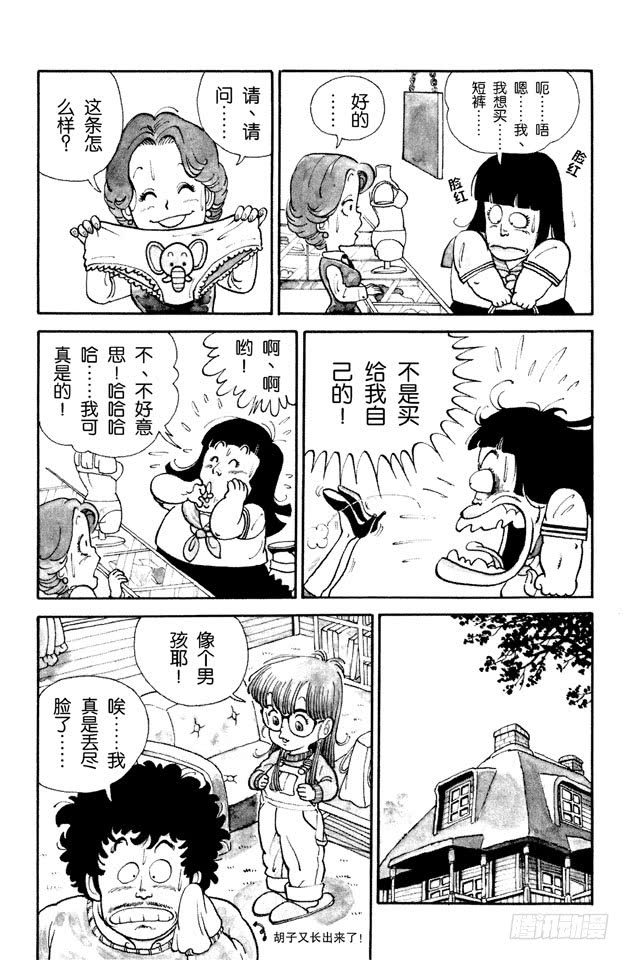 呃……唔
嗯…我、
我想买…
短裤…
脸红
脸红
好的
……
请、请
问……
这条怎
么样？
不是买
给我自
己的！
啊、啊
哟！
不、不好意
思！哈哈哈
哈……我可
真是的！
像个男
孩耶！
唉……我
真是丢尽
脸了……
胡子又长出来了！
腾讯动漫